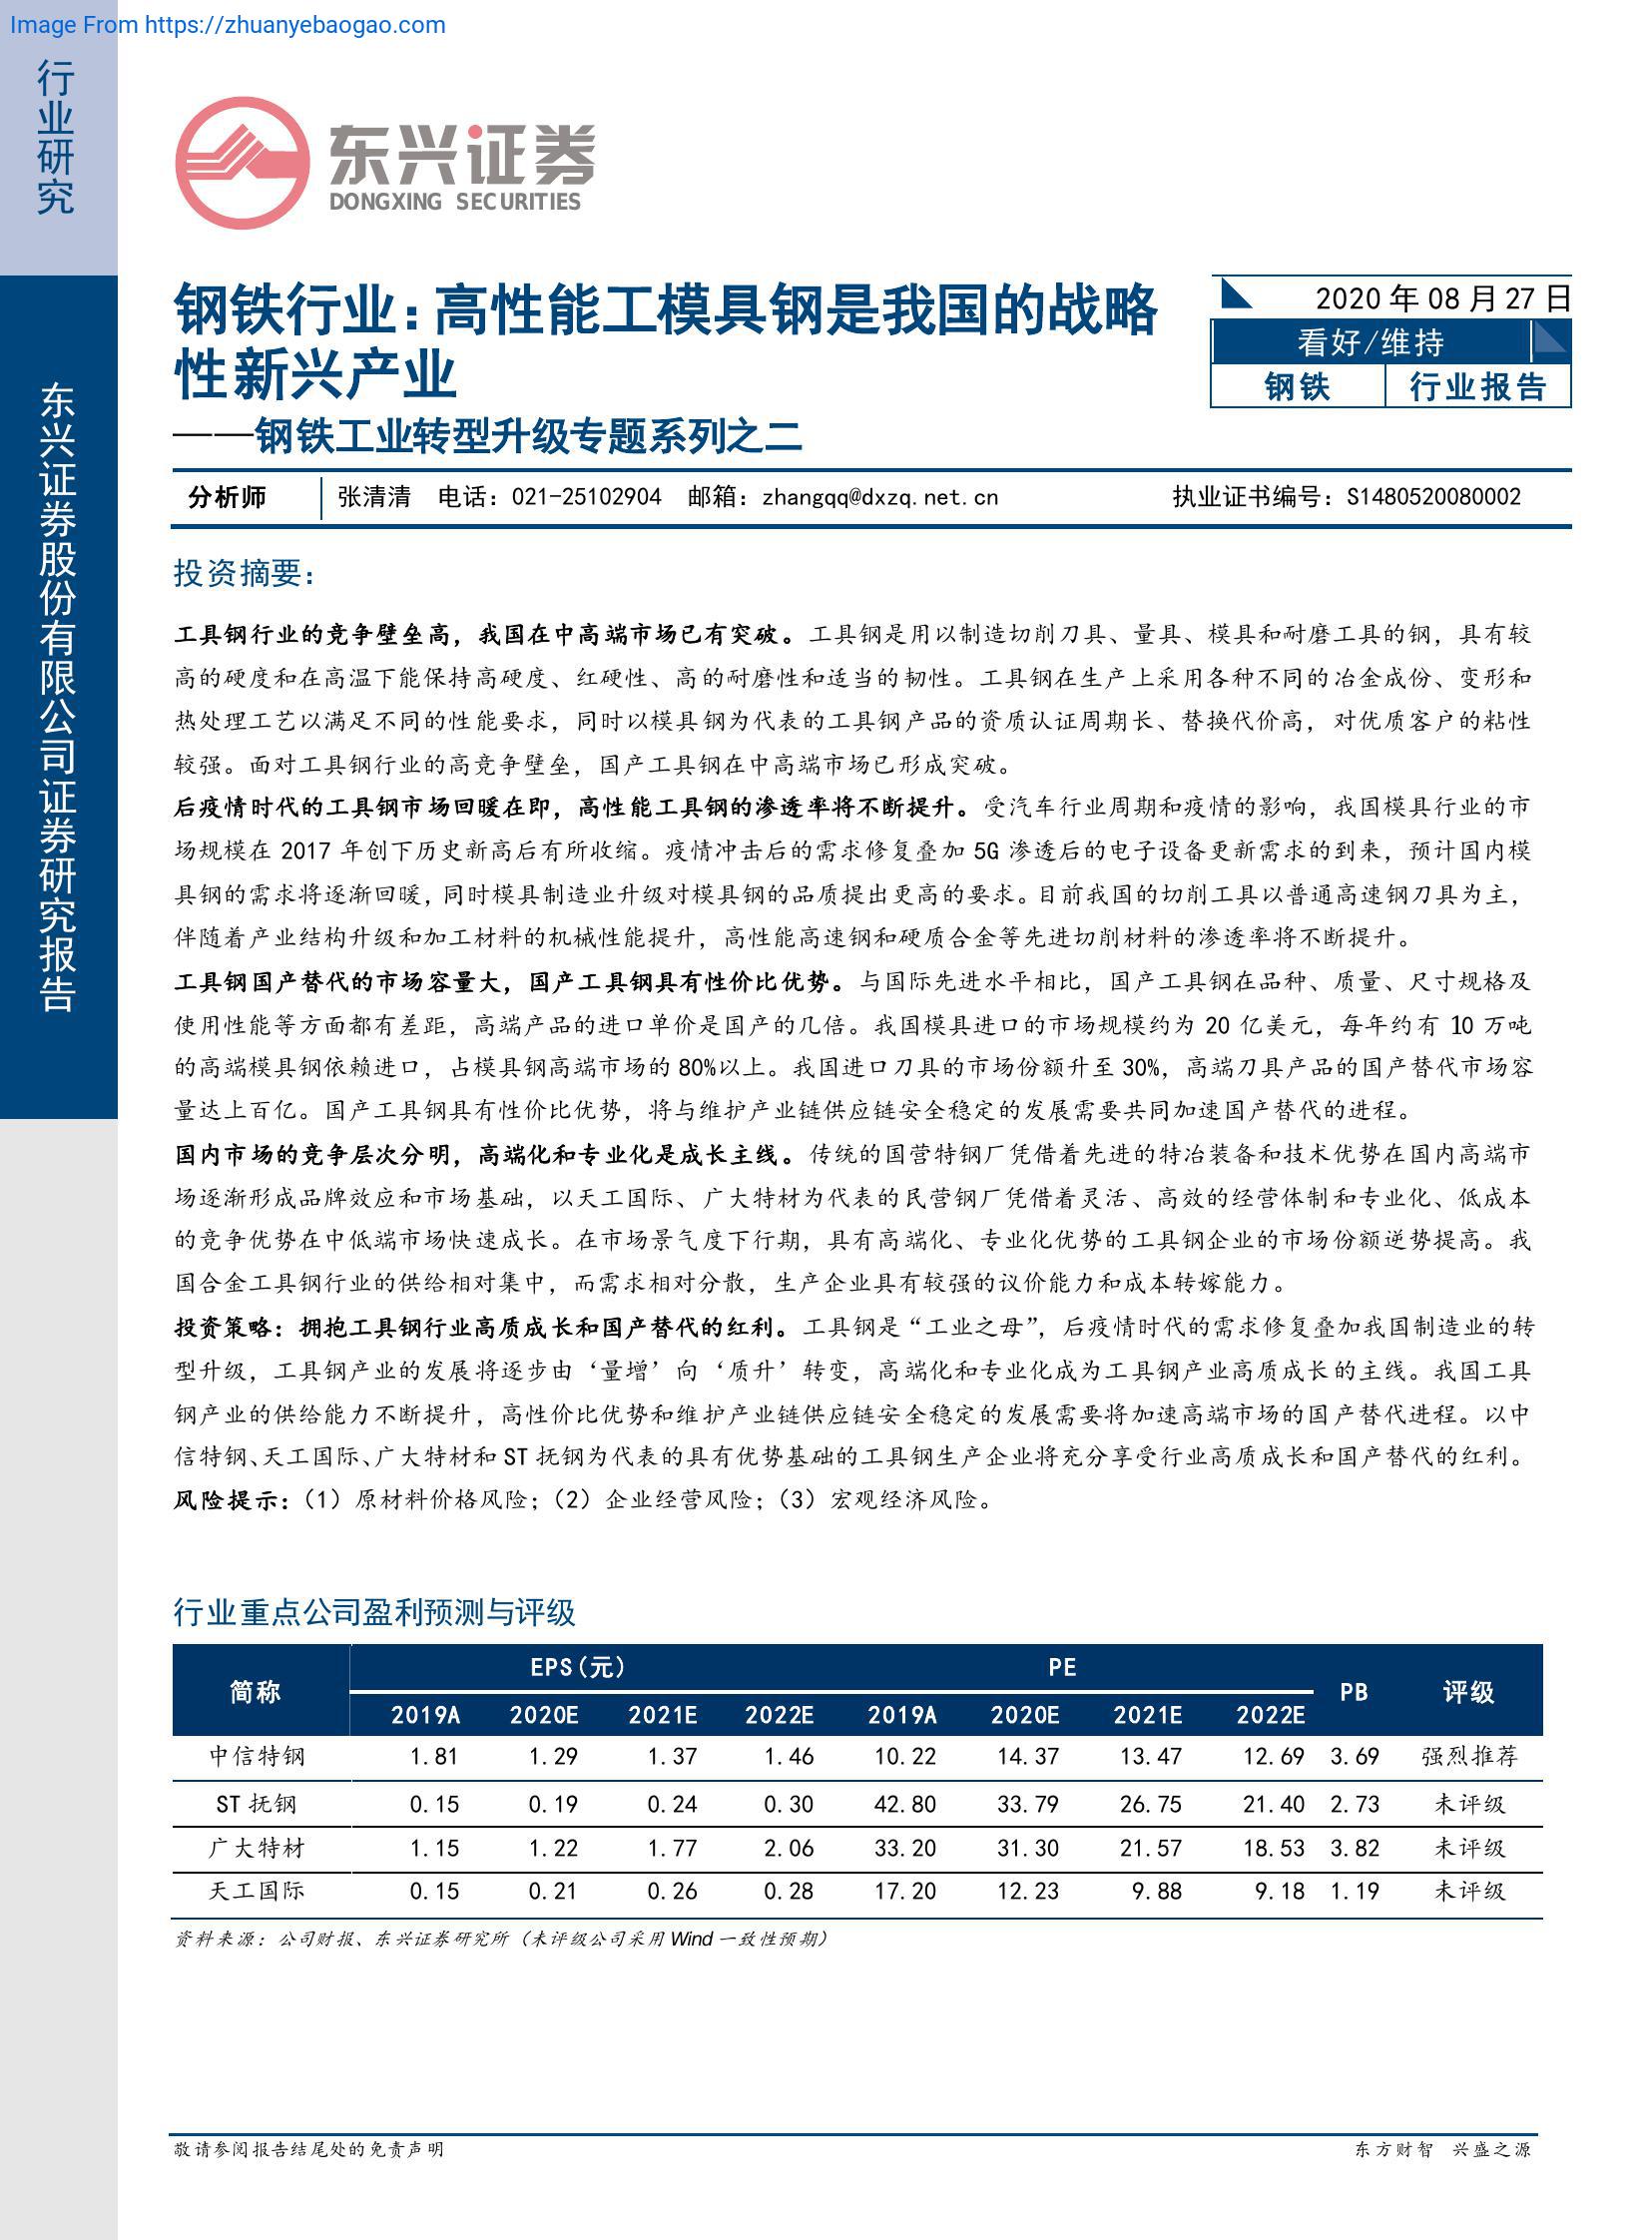 Image From https://zhuanyebaogao.com
行业研究
东兴证券股份有限公司证券研究报告
东兴证券
DONGXING SECURITIES
钢铁行业：高性能工模具钢是我国的战略
性新兴产业
——钢铁工业转型升级专题系列之二
2020 年 08 月 27 日
看好/维持
钢铁 行业报告
分析师 张清清 电话：021-25102904 邮箱：zhangqq@dxzq.net.cn 执业证书编号：S1480520080002
投资摘要：
工具钢行业的竞争壁垒高，我国在中高端市场已有突破。工具钢是用以制造切削刀具、量具、模具和耐磨工具的钢，具有较
高的硬度和在高温下能保持高硬度、红硬性、高的耐磨性和适当的韧性。工具钢在生产上采用各种不同的冶金成份、变形和
热处理工艺以满足不同的性能要求，同时以模具钢为代表的工具钢产品的资质认证周期长、替换代价高，对优质客户的粘性
较强。面对工具钢行业的高竞争壁垒，国产工具钢在中高端市场已形成突破。
后疫情时代的工具钢市场回暖在即，高性能工具钢的渗透率将不断提升。受汽车行业周期和疫情的影响，我国模具行业的市
场规模在 2017 年创下历史新高后有所收缩。疫情冲击后的需求修复叠加 5G 渗透后的电子设备更新需求的到来，预计国内模
具钢的需求将逐渐回暖，同时模具制造业升级对模具钢的品质提出更高的要求。目前我国的切削工具以普通高速钢刀具为主，
伴随着产业结构升级和加工材料的机械性能提升，高性能高速钢和硬质合金等先进切削材料的渗透率将不断提升。
工具钢国产替代的市场容量大，国产工具钢具有性价比优势。与国际先进水平相比，国产工具钢在品种、质量、尺寸规格及
使用性能等方面都有差距，高端产品的进口单价是国产的几倍。我国模具进口的市场规模约为 20 亿美元，每年约有 10 万吨
的高端模具钢依赖进口，占模具钢高端市场的 80%以上。我国进口刀具的市场份额升至 30%，高端刀具产品的国产替代市场容
量达上百亿。国产工具钢具有性价比优势，将与维护产业链供应链安全稳定的发展需要共同加速国产替代的进程。
国内市场的竞争层次分明，高端化和专业化是成长主线。传统的国营特钢厂凭借着先进的特冶装备和技术优势在国内高端市
场逐渐形成品牌效应和市场基础，以天工国际、广大特材为代表的民营钢厂凭借着灵活、高效的经营体制和专业化、低成本
的竞争优势在中低端市场快速成长。在市场景气度下行期，具有高端化、专业化优势的工具钢企业的市场份额逆势提高。我
国合金工具钢行业的供给相对集中，而需求相对分散，生产企业具有较强的议价能力和成本转嫁能力。
投资策略：拥抱工具钢行业高质成长和国产替代的红利。工具钢是“工业之母”，后疫情时代的需求修复叠加我国制造业的转
型升级，工具钢产业的发展将逐步由‘量增’向‘质升’转变，高端化和专业化成为工具钢产业高质成长的主线。我国工具
钢产业的供给能力不断提升，高性价比优势和维护产业链供应链安全稳定的发展需要将加速高端市场的国产替代进程。以中
信特钢、天工国际、广大特材和 ST 抚钢为代表的具有优势基础的工具钢生产企业将充分享受行业高质成长和国产替代的红利。
风险提示：（1）原材料价格风险；（2）企业经营风险；（3）宏观经济风险。
行业重点公司盈利预测与评级
简称 EPS(元) PE PB 评级
2019A 2020E 2021E 2022E 2019A 2020E 2021E 2022E
中信特钢 1.81 1.29 1.37 1.46 10.22 14.37 13.47 12.69 3.69 强烈推荐
ST 抚钢 0.15 0.19 0.24 0.30 42.80 33.79 26.75 21.40 2.73 未评级
广大特材 1.15 1.22 1.77 2.06 33.20 31.30 21.57 18.53 3.82 未评级
天工国际 0.15 0.21 0.26 0.28 17.20 12.23 9.88 9.18 1.19 未评级
资料来源：公司财报、东兴证券研究所（未评级公司采用 Wind 一致性预期）
敬请参阅报告结尾处的免责声明
东方财智 兴盛之源